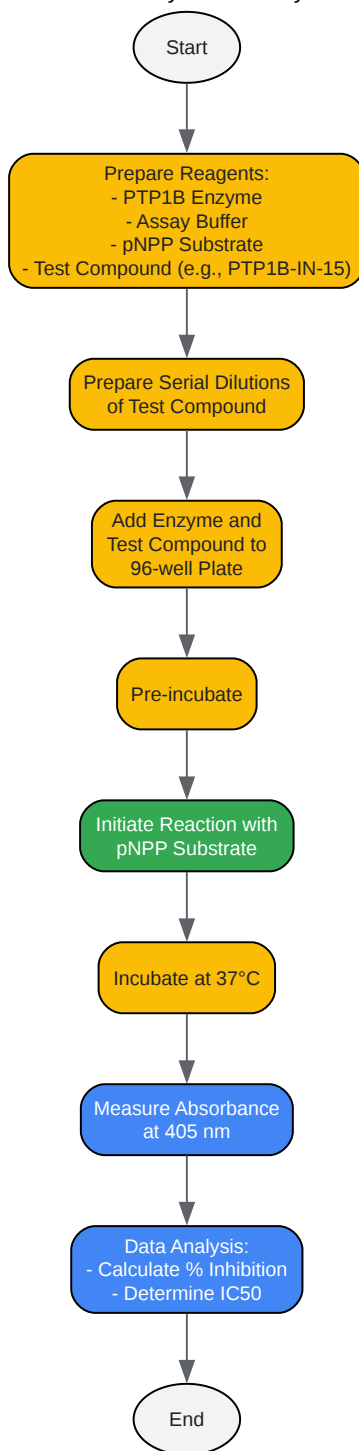 Start
Prepare Reagents:
- PTP1B Enzyme
- Assay Buffer
- pNPP Substrate
- Test Compound (e.g., PTP1B-IN-15)
Prepare Serial Dilutions
of Test Compound
Add Enzyme and
Test Compound to
96-well Plate
Pre-incubate
Initiate Reaction with
pNPP Substrate
Incubate at 37°C
Measure Absorbance
at 405 nm
Data Analysis:
- Calculate % Inhibition
- Determine IC50
End